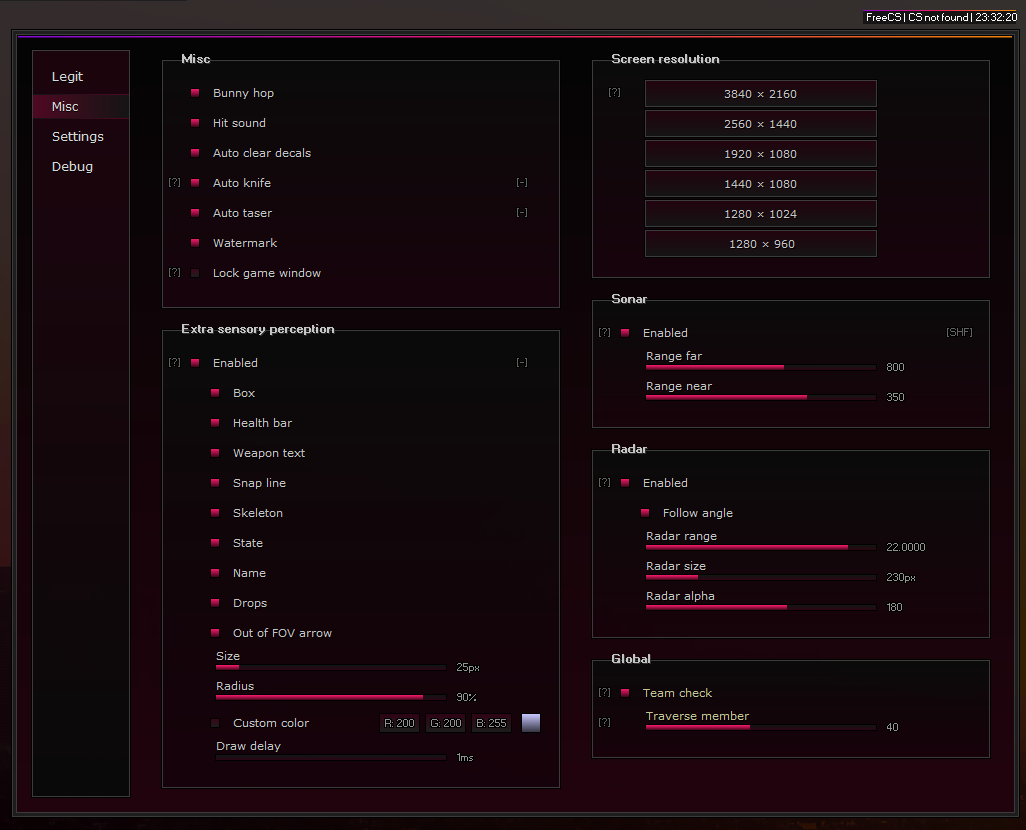 FreeCS | CS not found | 23:32:20
Legit
Misc
Settings
Debug
Misc
Bunny hop
Hit sound
Auto clear decals
[?] Auto knife [-]
Auto taser [-]
Watermark
[?] Lock game window
Extra sensory perception
[?] Enabled [-]
Box
Health bar
Weapon text
Snap line
Skeleton
State
Name
Drops
Out of FOV arrow
Size
25px
Radius
90%
Custom color R: 200 G: 200 B: 255
Draw delay
1ms
Screen resolution
[?] 3840 × 2160
2560 × 1440
1920 × 1080
1440 × 1080
1280 × 1024
1280 × 960
Sonar
[?] Enabled [SHF]
Range far
800
Range near
350
Radar
[?] Enabled
Follow angle
Radar range
22.0000
Radar size
230px
Radar alpha
180
Global
[?] Team check
Traverse member
[?] 40